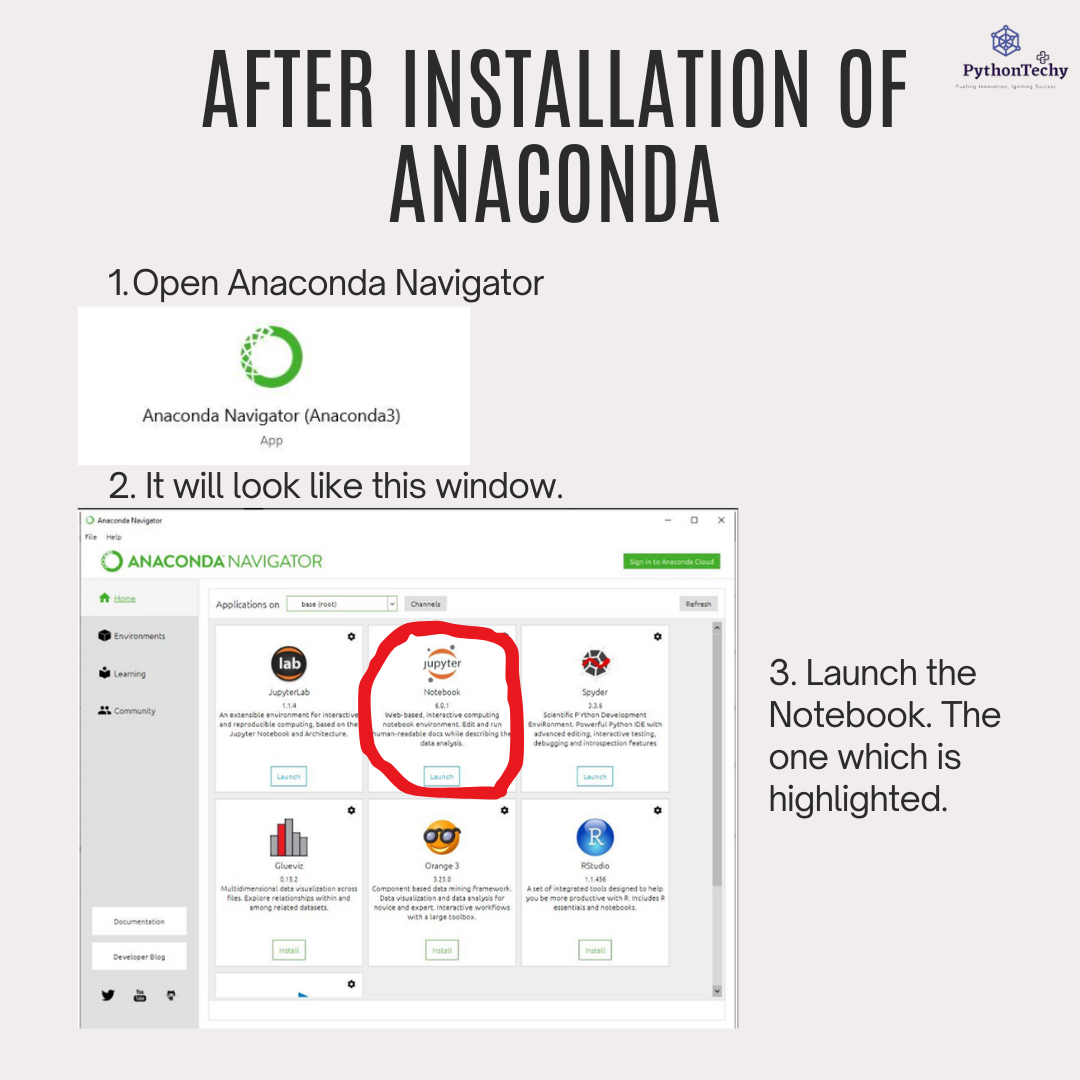 AFTER INSTALLATION OF
ANACONDA
PythonTechy
Fueling Innovation, Igniting Success
1.Open Anaconda Navigator
Anaconda Navigator (Anaconda3)
App
2. It will look like this window.
Anaconda Navigator
File Help
ANACONDA NAVIGATOR
Sign in to Anaconda Cloud
Home
Environments
Learning
Community
Documentation
Developer Blog
You
Tube
Applications on base (root) Channels Refresh
lab
JupyterLab
1.1.4
An extensible environment for interactive
and reproducible computing, based on the
Jupyter Notebook and Architecture.
Launch
jupyter
Notebook
6.0.1
Web-based, interactive computing
notebook environment. Edit and run
human-readable docs while describing the
data analysis.
Launch
Spyder
3.3.6
Scientific PYthon Development
EnviRonment. Powerful Python IDE with
advanced editing, interactive testing,
debugging and introspection features
Launch
Glueviz
0.15.2
Multidimensional data visualization across
files. Explore relationships within and
among related datasets.
Install
Orange 3
3.23.0
Component based data mining framework.
Data visualization and data analysis for
novice and expert. Interactive workflows
with a large toolbox.
Install
R
RStudio
1.1.456
A set of integrated tools designed to help
you be more productive with R. Includes R
essentials and notebooks.
Install
3. Launch the
Notebook. The
one which is
highlighted.